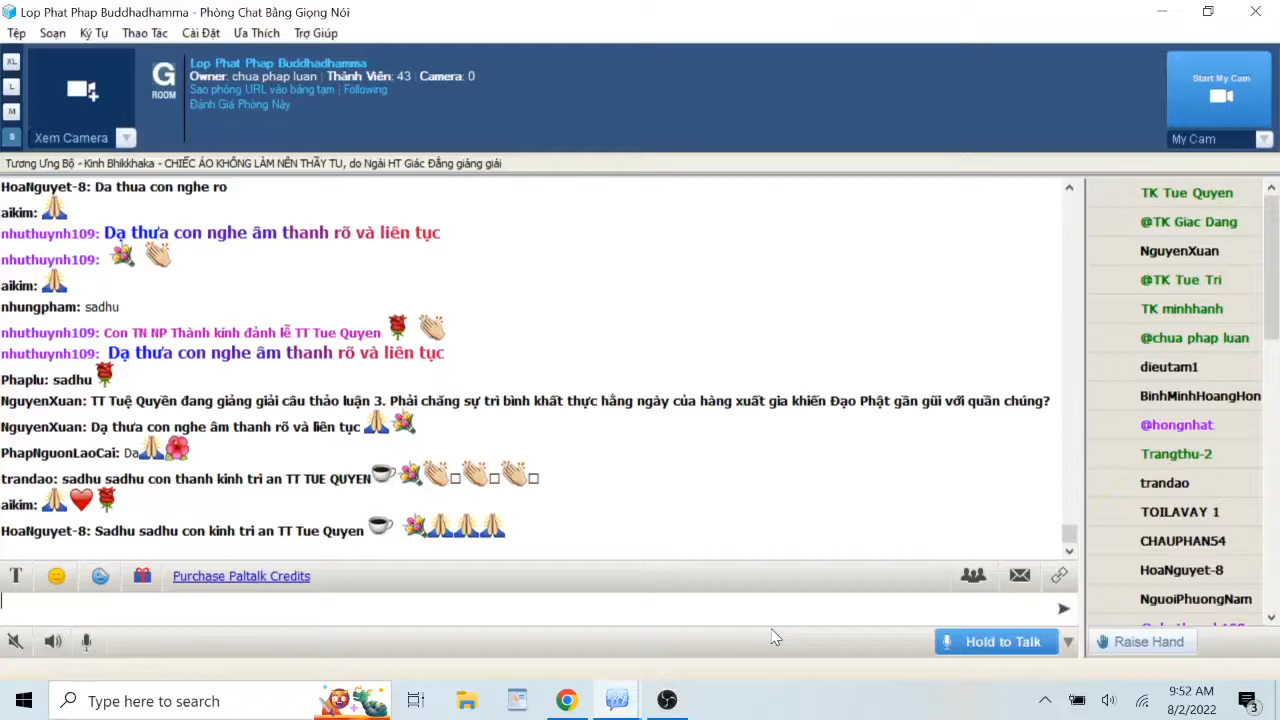 Lop Phat Phap Buddhadhamma - Phòng Chat Bằng Giọng Nói
Tệp Soạn Ký Tự Thao Tác Cài Đặt Ưa Thích Trợ Giúp
XL
L
M
S
Xem Camera
G
ROOM
Lop Phat Phap Buddhadhamma
Owner: chua phap luan | Thành Viên: 43 | Camera: 0
Sao phòng URL vào bảng tạm | Following
Đánh Giá Phòng Này
Start My Cam
My Cam
Tương Ưng Bộ - Kinh Bhikkhaka - CHIẾC ÁO KHÔNG LÀM NÊN THẦY TU, do Ngài HT Giác Đẳng giảng giải
HoaNguyet-8: Da thua con nghe ro
aikim:
nhuthuynh109: Dạ thưa con nghe âm thanh rõ và liên tục
nhuthuynh109:
aikim:
nhungpham: sadhu
nhuthuynh109: Con TN NP Thành kính đảnh lễ TT Tue Quyen
nhuthuynh109: Dạ thưa con nghe âm thanh rõ và liên tục
Phaplu: sadhu
NguyenXuan: TT Tuệ Quyền đang giảng giải câu thảo luận 3. Phải chăng sự trì bình khất thực hằng ngày của hàng xuất gia khiến Đạo Phật gần gũi với quần chúng?
NguyenXuan: Dạ thưa con nghe âm thanh rõ và liên tục
PhapNguonLaoCai: Da
trandao: sadhu sadhu con thanh kinh tri an TT TUE QUYEN
aikim:
HoaNguyet-8: Sadhu sadhu con kinh tri an TT Tue Quyen
TK Tue Quyen
@TK Giac Dang
NguyenXuan
@TK Tue Tri
TK minhhanh
@chua phap luan
dieutam1
BinhMinhHoangHon
@hongnhat
Trangthu-2
trandao
TOILAVAY 1
CHAUPHAN54
HoaNguyet-8
NguoiPhuongNam
T
Purchase Paltalk Credits
Hold to Talk
Raise Hand
Type here to search
9:52 AM
8/2/2022
3